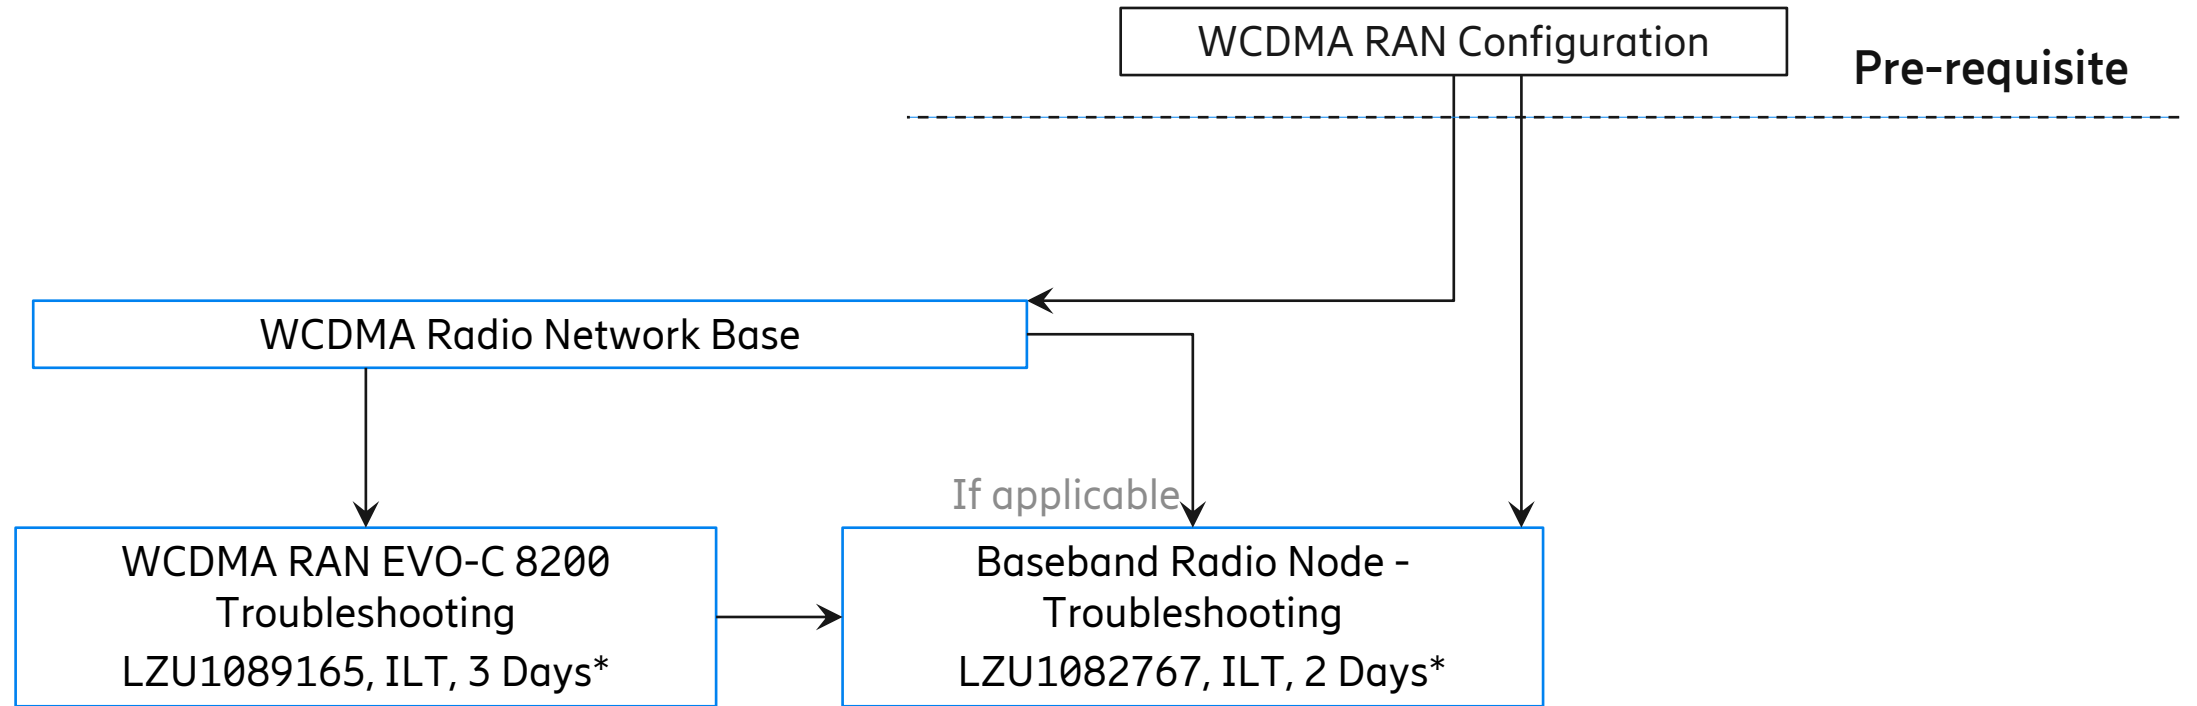 WCDMA RAN Configuration
Pre-requisite
WCDMA Radio Network Base
If applicable
WCDMA RAN EVO-C 8200
Troubleshooting
LZU1089165, ILT, 3 Days*
Baseband Radio Node -
Troubleshooting
LZU1082767, ILT, 2 Days*